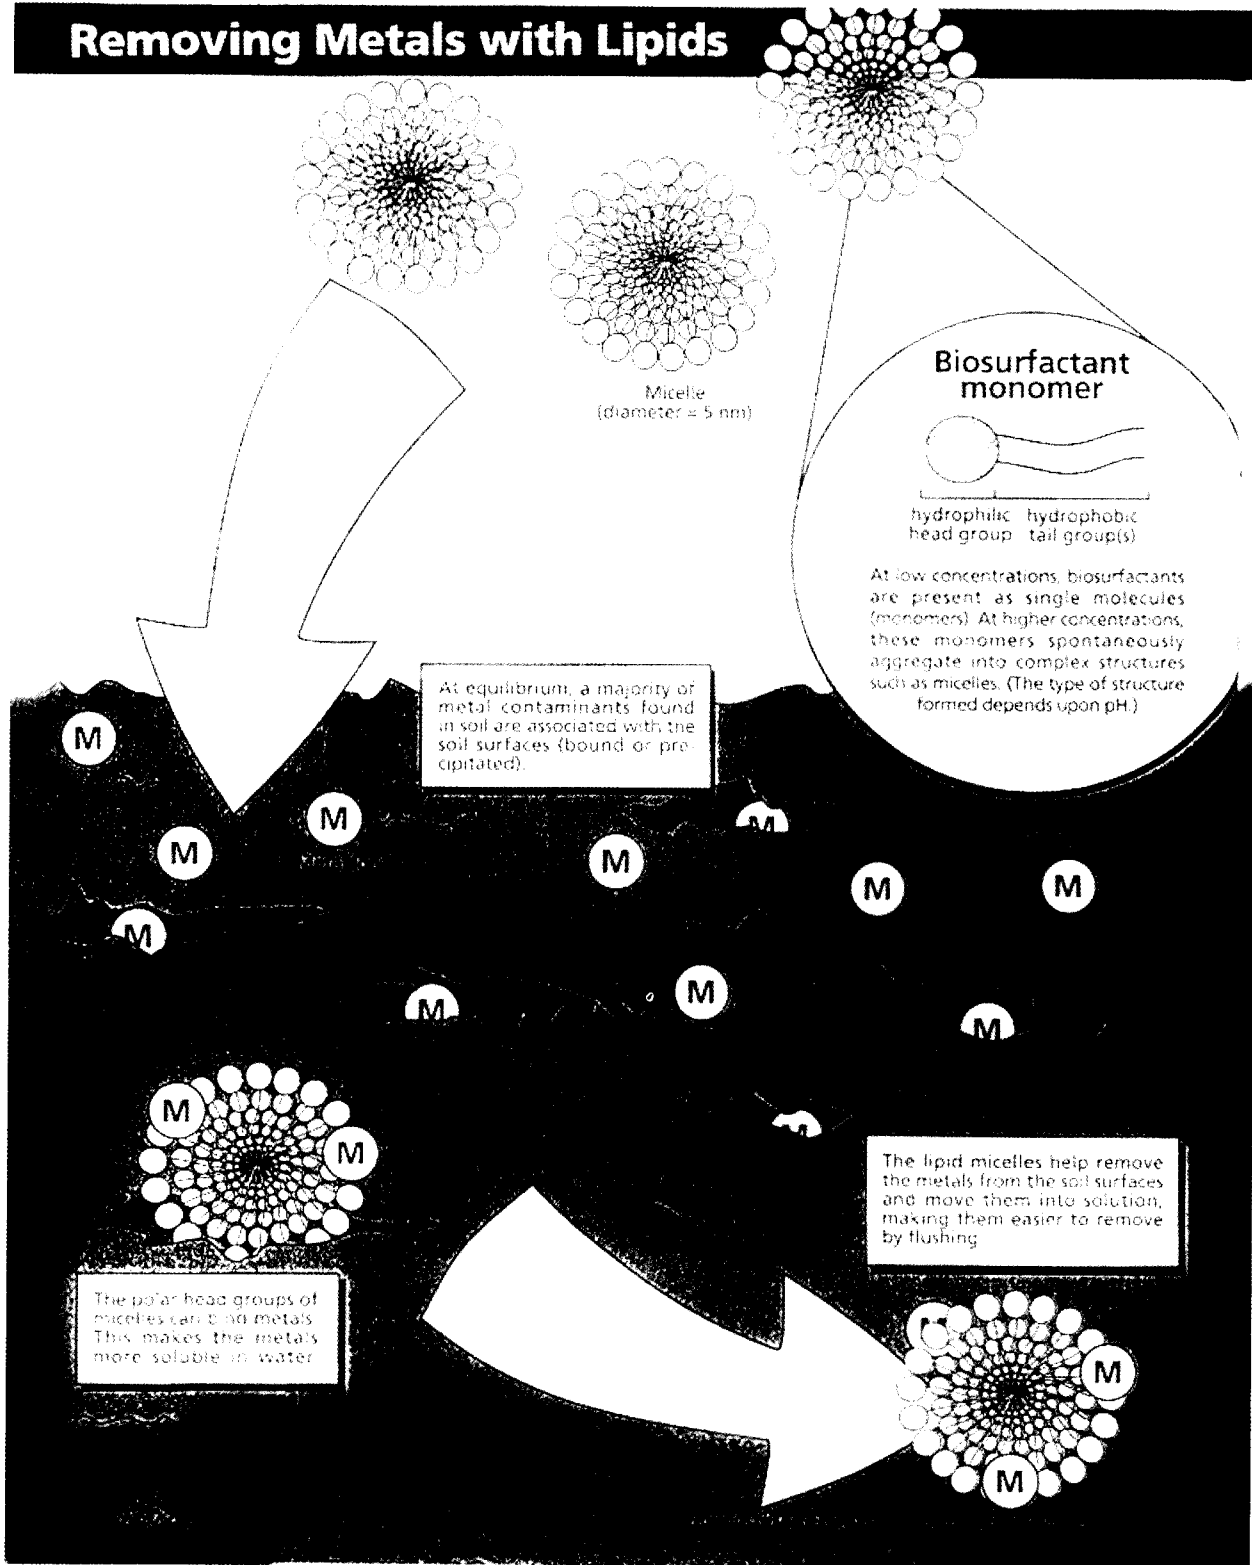 Removing Metals with Lipids
Micelle
(diameter = 5 nm)
Biosurfactant
monomer
hydrophilic hydrophobic
head group tail group(s)
At low concentrations, biosurfactants
are present as single molecules
(monomers). At higher concentrations,
these monomers spontaneously
aggregate into complex structures
such as micelles. (The type of structure
formed depends upon pH.)
At equilibrium, a majority of
metal contaminants found
in soil are associated with the
soil surfaces (bound or pre-
cipitated).
M
M
M
M
M
M
M
M
M
M
M
M
M
M
The lipid micelles help remove
the metals from the soil surfaces
and move them into solution,
making them easier to remove
by flushing
The polar head groups of
micelles can bind metals.
This makes the metals
more soluble in water
M
M
M